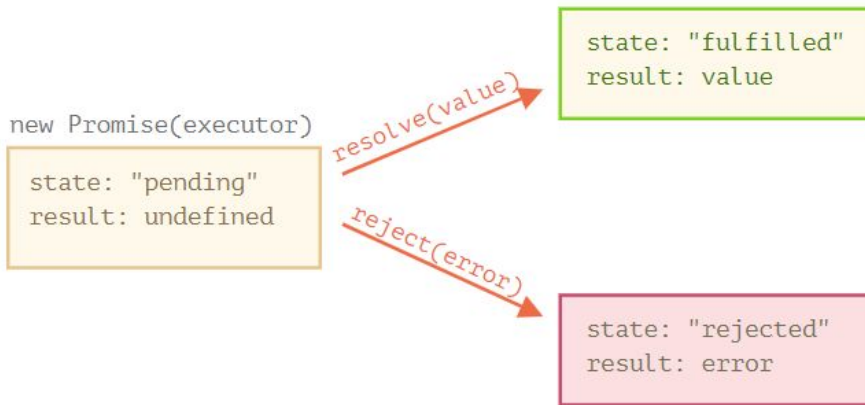 new Promise(executor)
state: "pending"
result: undefined
resolve(value)
reject(error)
state: "fulfilled"
result: value
state: "rejected"
result: error